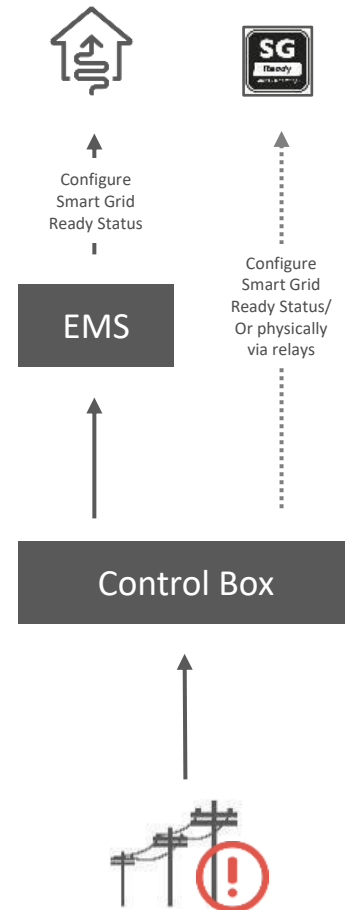 SG
Ready
Configure
Smart Grid
Ready Status
Configure
Smart Grid
Ready Status/
Or physically
via relays
EMS
Control Box